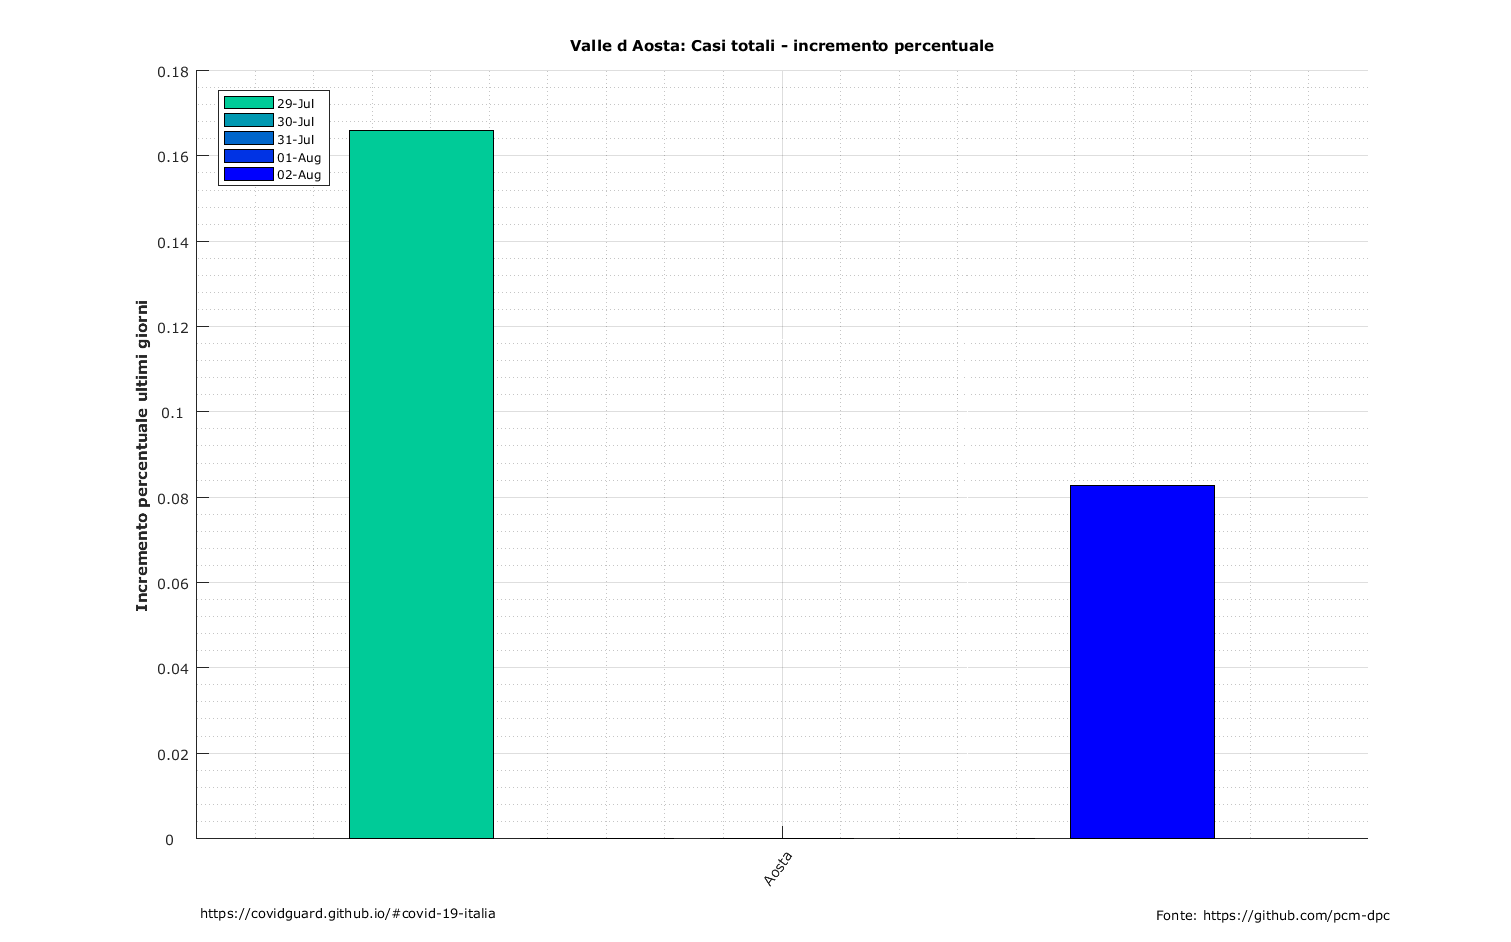 Valle d Aosta: Casi totali - incremento percentuale
0.18
0.16
0.14
0.12
0.1
0.08
0.06
0.04
0.02
0
Incremento percentuale ultimi giorni
29-Jul
30-Jul
31-Jul
01-Aug
02-Aug
Aosta
https://covidguard.github.io/#covid-19-italia
Fonte: https://github.com/pcm-dpc